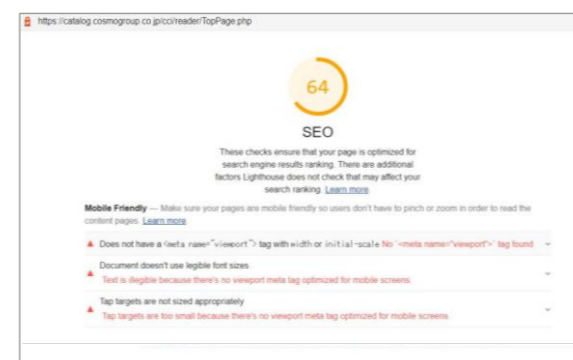 https://catalog.cosmogroup.co.jp/cci/reader/TopPage.php
64
SEO
These checks ensure that your page is optimized for
search engine results ranking. There are additional
factors Lighthouse does not check that may affect your
search ranking. Learn more.
Mobile Friendly — Make sure your pages are mobile friendly so users don't have to pinch or zoom in order to read the
content pages. Learn more.
Does not have a <meta name="viewport"> tag with width or initial-scale No `<meta name="viewport">` tag found
Document doesn't use legible font sizes
Text is illegible because there's no viewport meta tag optimized for mobile screens
Tap targets are not sized appropriately
Tap targets are too small because there's no viewport meta tag optimized for mobile screens